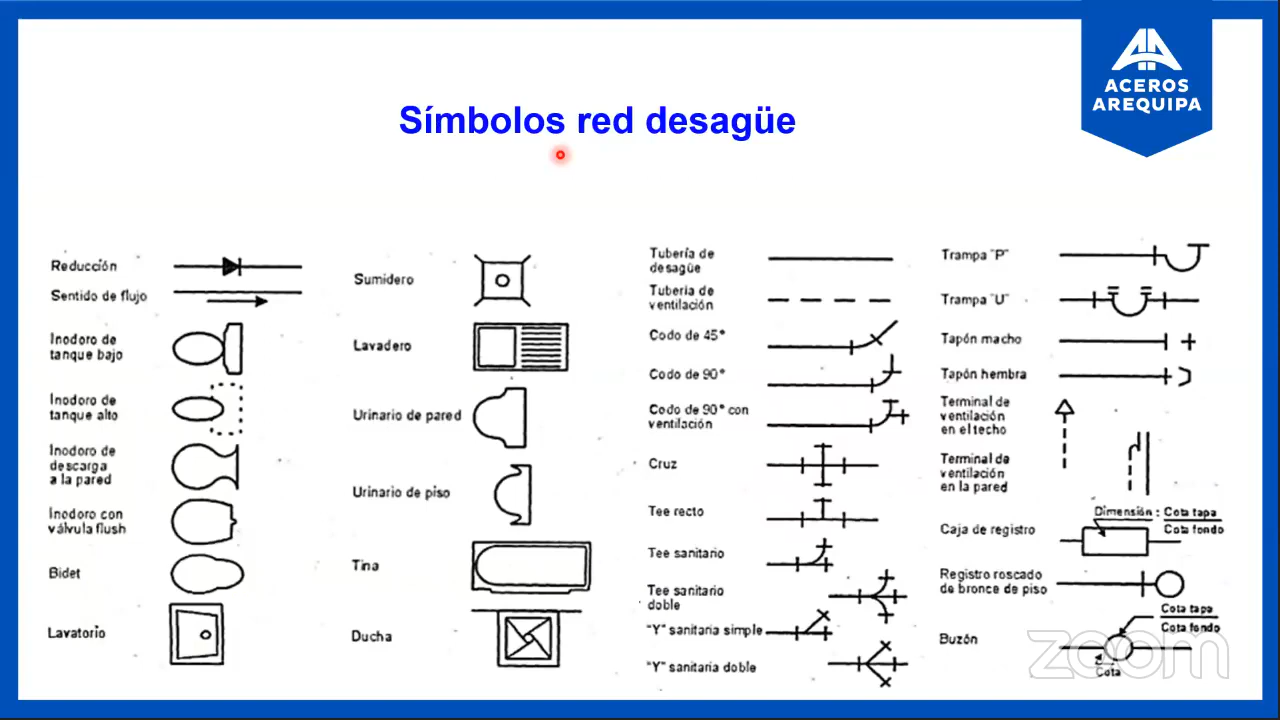 ACEROS
AREQUIPA
Símbolos red desagüe
Reducción
Sentido de flujo
Inodoro de
tanque bajo
Inodoro de
tanque alto
Inodoro de
descarga
a la pared
Inodoro con
válvula flush
Bidet
Lavatorio
Sumidero
Lavadero
Urinario de pared
Urinario de piso
Tina
Ducha
Tubería de
desagüe
Tubería de
ventilación
Codo de 45°
Codo de 90°
Codo de 90° con
ventilación
Cruz
Tee recto
Tee sanitario
Tee sanitario
doble
"Y" sanitaria simple
"Y" sanitaria doble
Trampa "P"
Trampa "U"
Tapón macho
Tapón hembra
Terminal de
ventilación
en el techo
Terminal de
ventilación
en la pared
Caja de registro
Dimensión : Cota tapa
Cota fondo
Registro roscado
de bronce de piso
Buzón
Cota tapa
Cota fondo
Cota
zoom